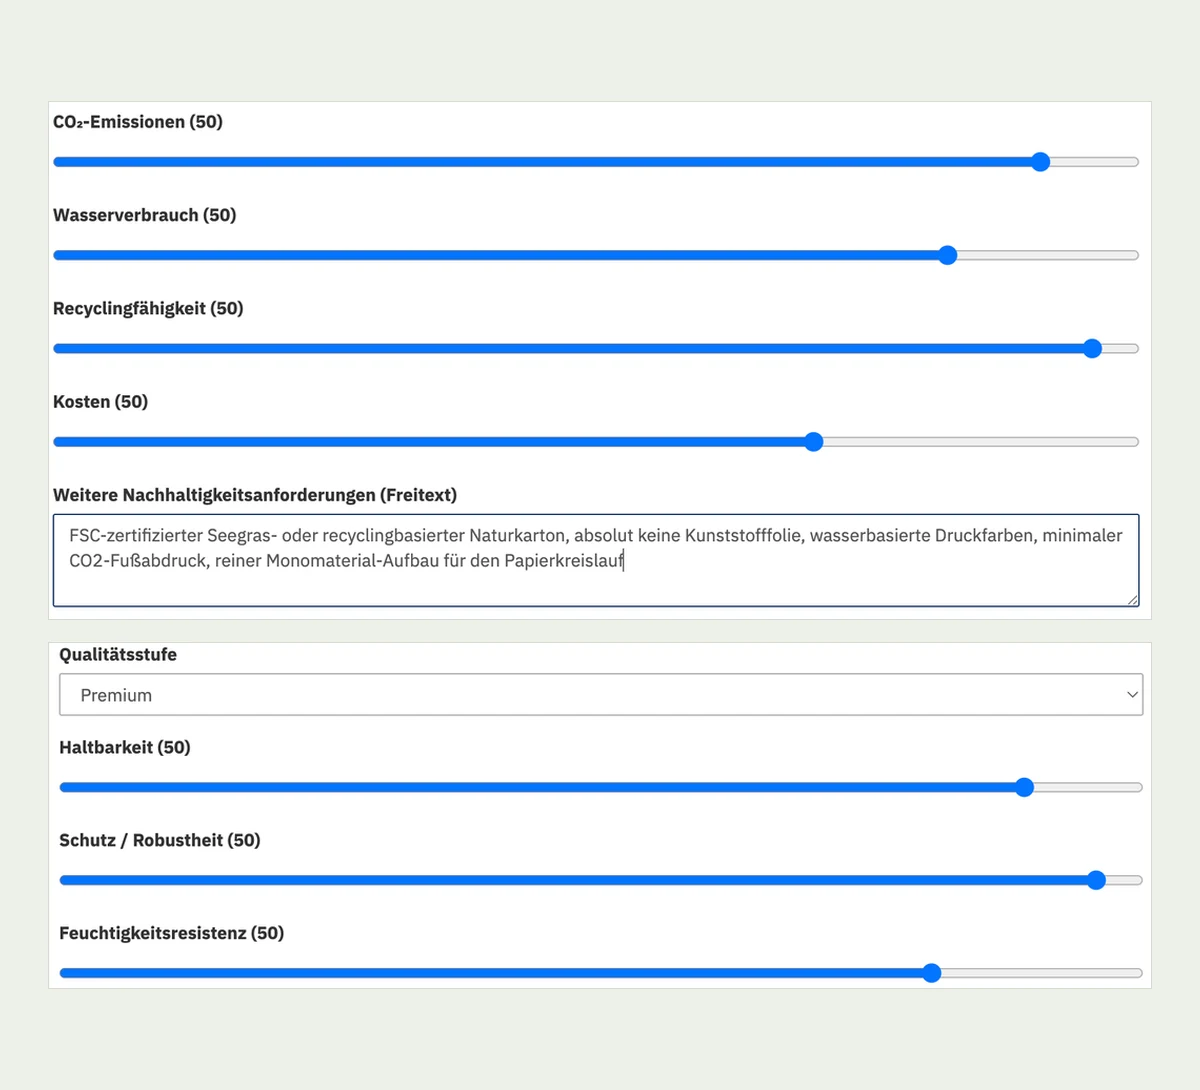 CO₂-Emissionen (50)
Wasserverbrauch (50)
Recyclingfähigkeit (50)
Kosten (50)
Weitere Nachhaltigkeitsanforderungen (Freitext)
FSC-zertifizierter Seegras- oder recyclingbasierter Naturkarton, absolut keine Kunststofffolie, wasserbasierte Druckfarben, minimaler
CO2-Fußabdruck, reiner Monomaterial-Aufbau für den Papierkreislauf
Qualitätsstufe
Premium
Haltbarkeit (50)
Schutz / Robustheit (50)
Feuchtigkeitsresistenz (50)